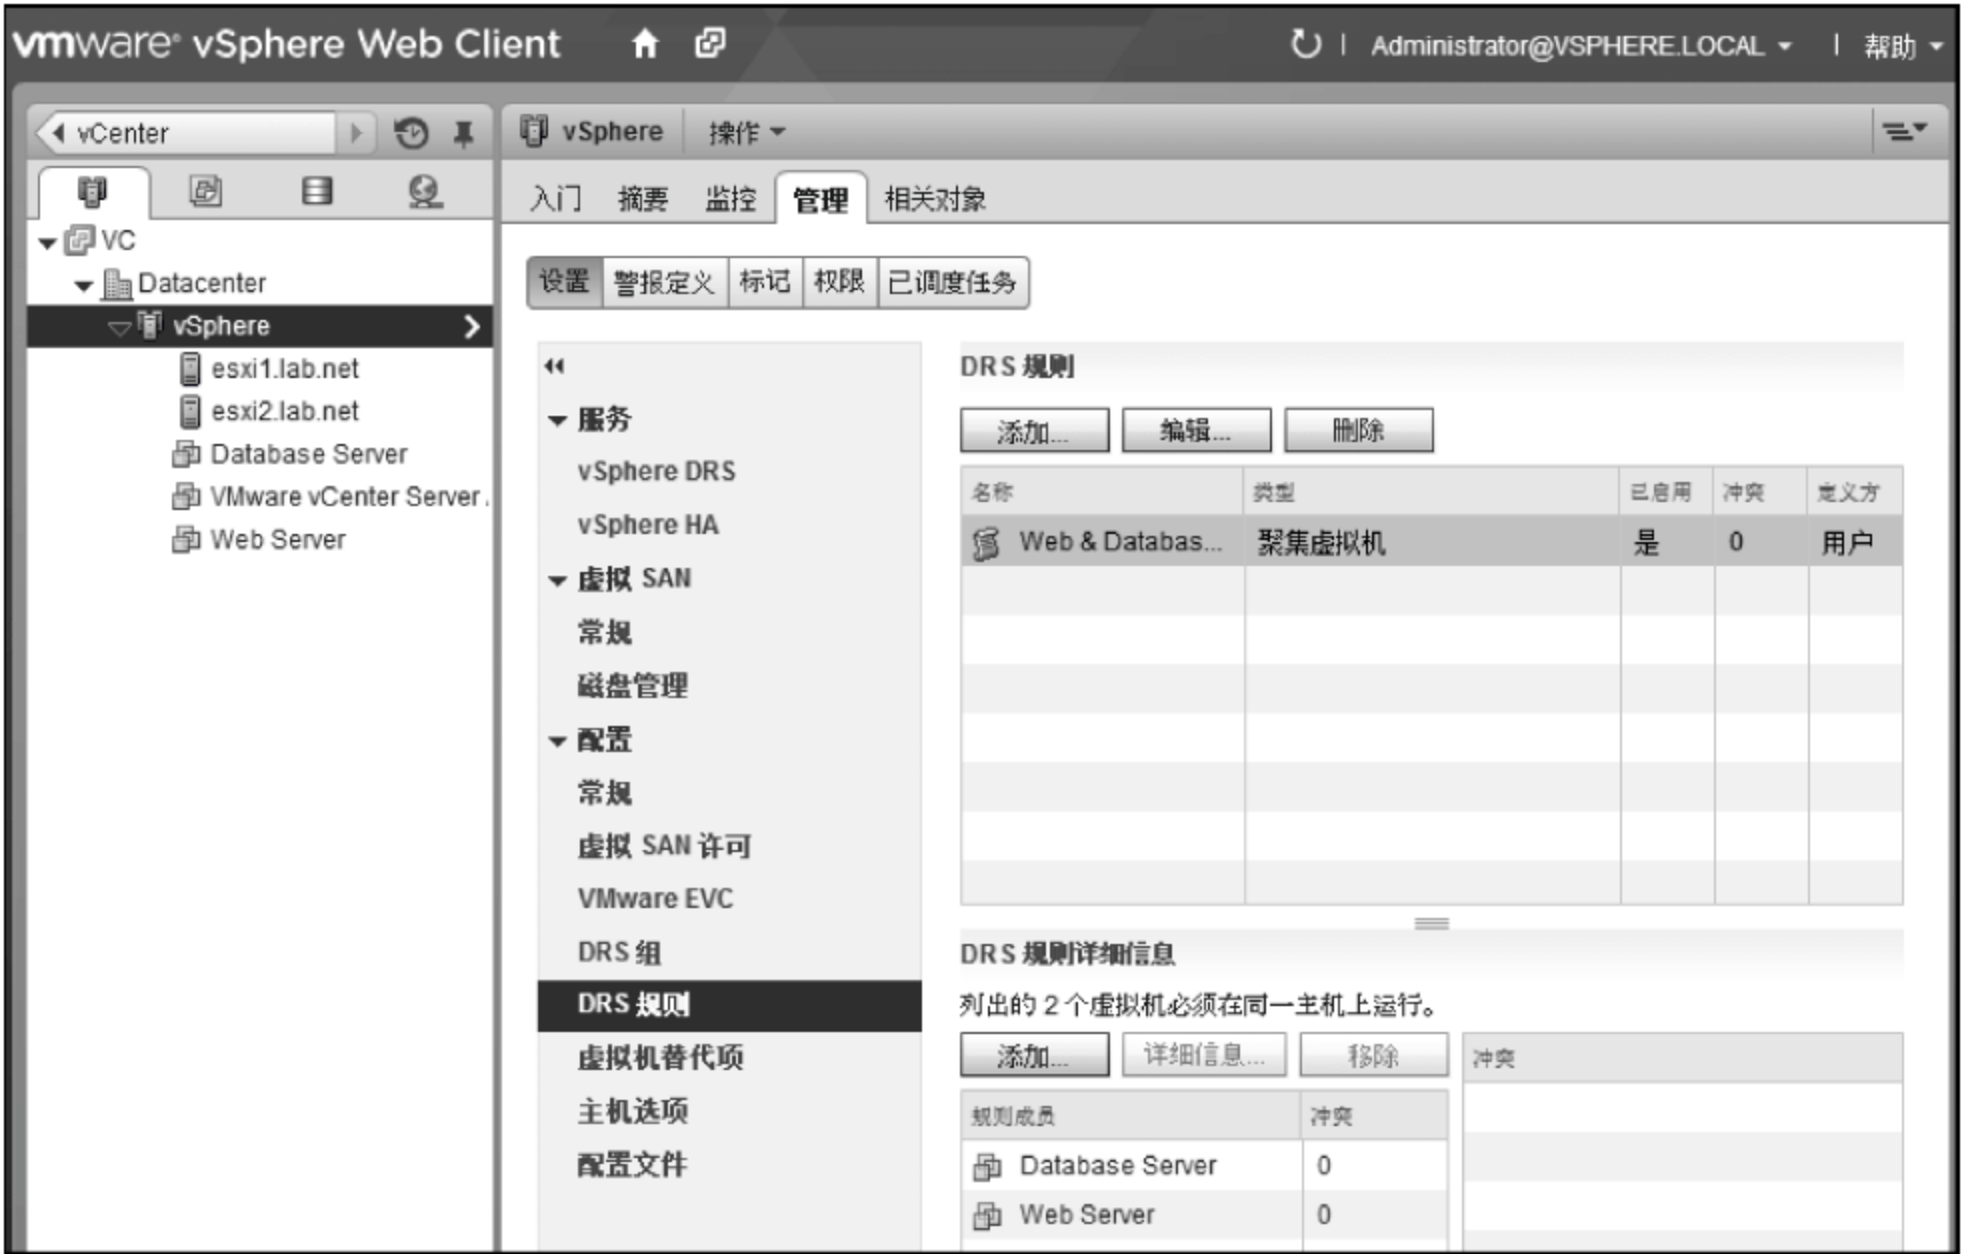 vmware® vSphere Web Client
Administrator@VSPHERE.LOCAL
帮助
vCenter
vSphere 操作
入门 摘要 监控 管理 相关对象
VC
Datacenter
vSphere
esxi1.lab.net
esxi2.lab.net
Database Server
VMware vCenter Server .
Web Server
设置 警报定义 标记 权限 已调度任务
服务
vSphere DRS
vSphere HA
虚拟 SAN
常规
磁盘管理
配置
常规
虚拟 SAN 许可
VMware EVC
DRS 组
DRS 规则
虚拟机替代项
主机选项
配置文件
DRS 规则
添加... 编辑... 删除
名称 类型 已启用 冲突 定义方
Web & Databas... 聚集虚拟机 是 0 用户
DRS 规则详细信息
列出的 2 个虚拟机必须在同一主机上运行。
添加... 详细信息... 移除
冲突
规则成员 冲突
Database Server 0
Web Server 0